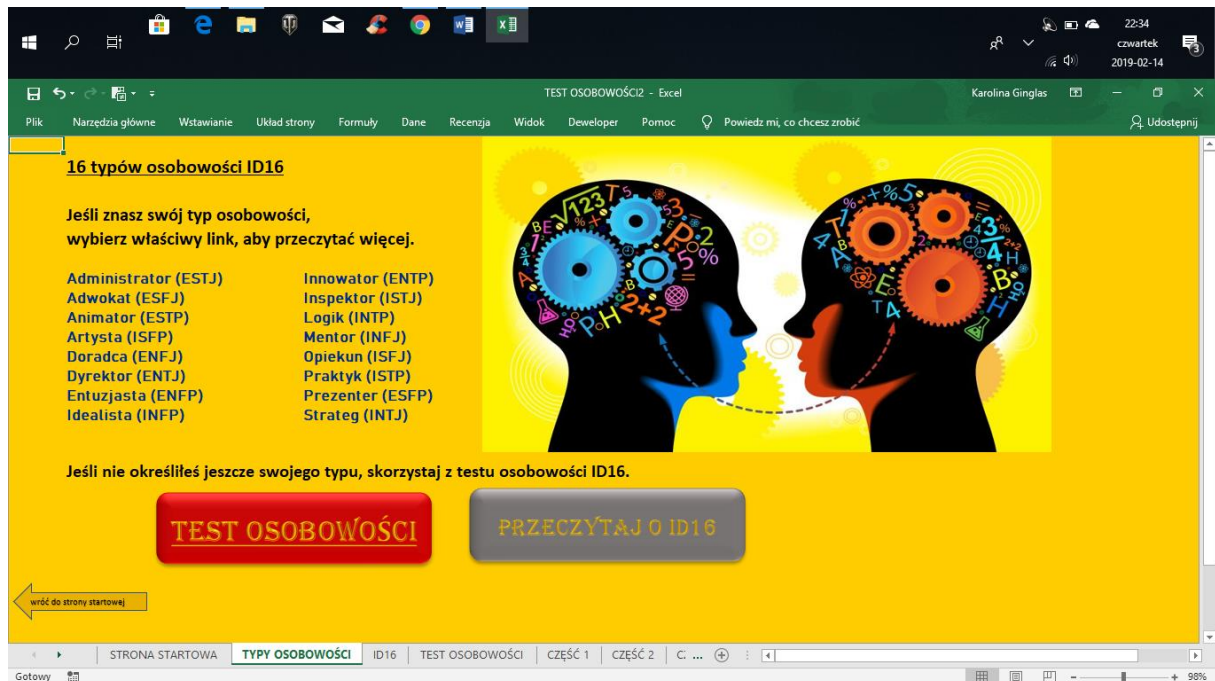 22:34
czwartek
2019-02-14
3
TEST OSOBOWOŚCI2 - Excel
Karolina Ginglas
Plik Narzędzia główne Wstawianie Układ strony Formuły Dane Recenzja Widok Deweloper Pomoc Powiedz mi, co chcesz zrobić Udostępnij
16 typów osobowości ID16
Jeśli znasz swój typ osobowości,
wybierz właściwy link, aby przeczytać więcej.
Administrator (ESTJ)
Adwokat (ESFJ)
Animator (ESTP)
Artysta (ISFP)
Doradca (ENFJ)
Dyrektor (ENTJ)
Entuzjasta (ENFP)
Idealista (INFP)
Innowator (ENTP)
Inspektor (ISTJ)
Logik (INTP)
Mentor (INFJ)
Opiekun (ISFJ)
Praktyk (ISTP)
Prezenter (ESFP)
Strateg (INTJ)
Jeśli nie określiłeś jeszcze swojego typu, skorzystaj z testu osobowości ID16.
TEST OSOBOWOŚCI
PRZECZYTAJ O ID16
wróć do strony startowej
STRONA STARTOWA TYPY OSOBOWOŚCI ID16 TEST OSOBOWOŚCI CZĘŚĆ 1 CZĘŚĆ 2 C: ...
Gotowy
98%